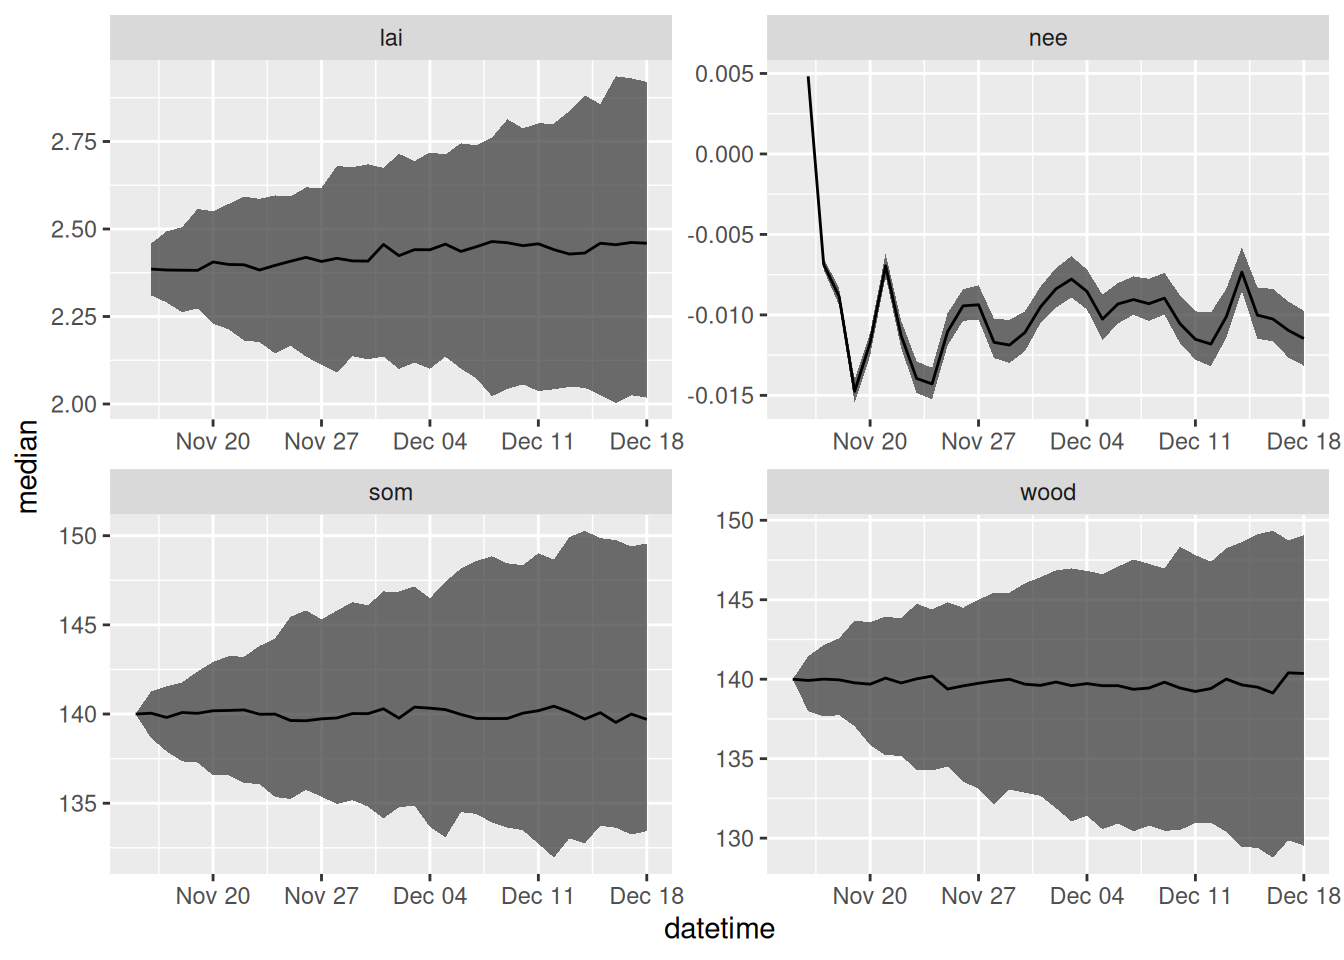 lai
2.75
2.50
2.25
2.00
Nov 20 Nov 27 Dec 04 Dec 11 Dec 18
nee
0.005
0.000
-0.005
-0.010
-0.015
Nov 20 Nov 27 Dec 04 Dec 11 Dec 18
median
som
150
145
140
135
Nov 20 Nov 27 Dec 04 Dec 11 Dec 18
wood
150
145
140
135
130
Nov 20 Nov 27 Dec 04 Dec 11 Dec 18
datetime